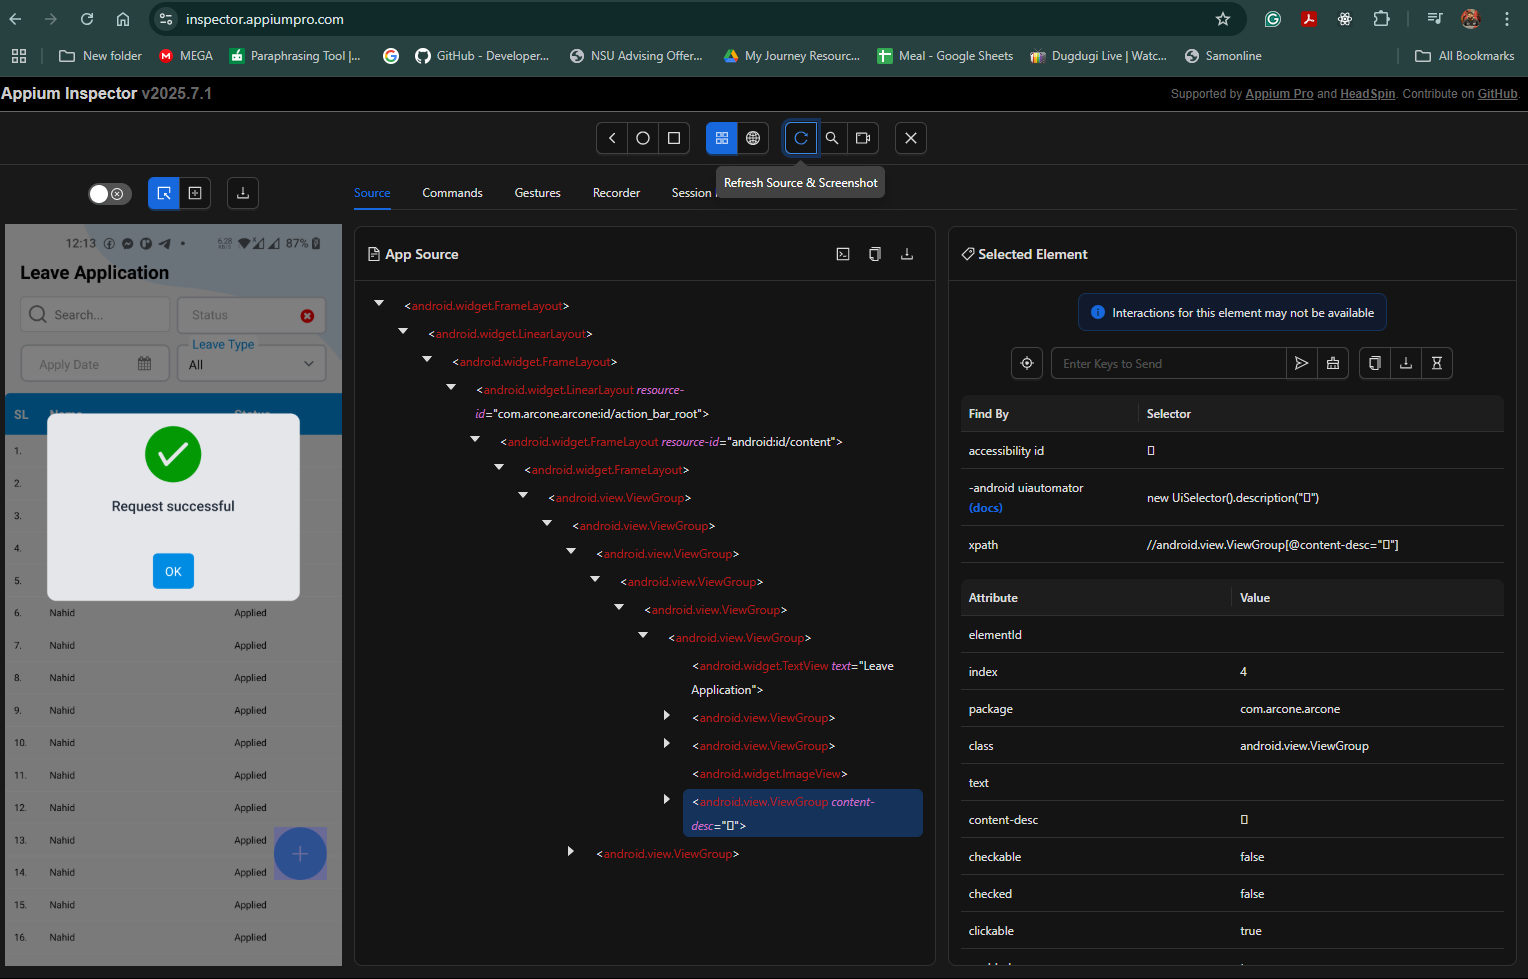 inspector.appiumpro.com
New folder
MEGA
Paraphrasing Tool |...
GitHub - Developer...
NSU Advising Offer...
My Journey Resourc...
Meal - Google Sheets
Dugdugi Live | Watc...
Samonline
All Bookmarks
Appium Inspector v2025.7.1
Supported by Appium Pro and HeadSpin. Contribute on GitHub.
Refresh Source & Screenshot
Source
Commands
Gestures
Recorder
Session
12:13
87%
Leave Application
Search...
Status
Apply Date
Leave Type
All
SL
Name
Status
1.
2.
3.
4.
5.
Request successful
OK
6. Nahid Applied
7. Nahid Applied
8. Nahid Applied
9. Nahid Applied
10. Nahid Applied
11. Nahid Applied
12. Nahid Applied
13. Nahid Applied
14. Nahid Applied
15. Nahid Applied
16. Nahid Applied
App Source
<android.widget.FrameLayout>
<android.widget.LinearLayout>
<android.widget.FrameLayout>
<android.widget.LinearLayout resource-
id="com.arcone.arcone:id/action_bar_root">
<android.widget.FrameLayout resource-id="android:id/content">
<android.widget.FrameLayout>
<android.view.ViewGroup>
<android.view.ViewGroup>
<android.view.ViewGroup>
<android.view.ViewGroup>
<android.view.ViewGroup>
<android.view.ViewGroup>
<android.widget.TextView text="Leave
Application">
<android.view.ViewGroup>
<android.view.ViewGroup>
<android.widget.ImageView>
<android.view.ViewGroup content-
desc="▯">
<android.view.ViewGroup>
Selected Element
Interactions for this element may not be available
Enter Keys to Send
Find By Selector
accessibility id ▯
-android uiautomator
(docs)
new UiSelector().description("▯")
xpath //android.view.ViewGroup[@content-desc="▯"]
Attribute Value
elementId
index 4
package com.arcone.arcone
class android.view.ViewGroup
text
content-desc ▯
checkable false
checked false
clickable true